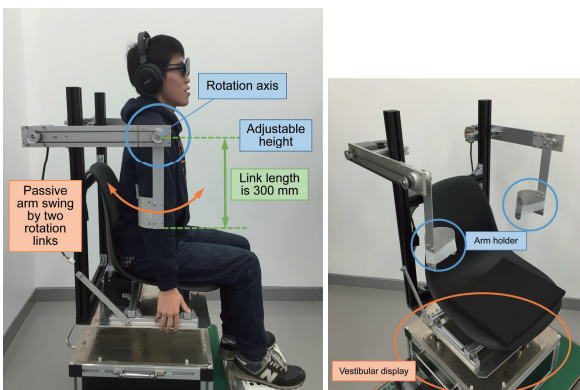 Rotation axis
Adjustable
height
Link length
is 300 mm
Passive
arm swing
by two
rotation
links
Arm holder
Vestibular display